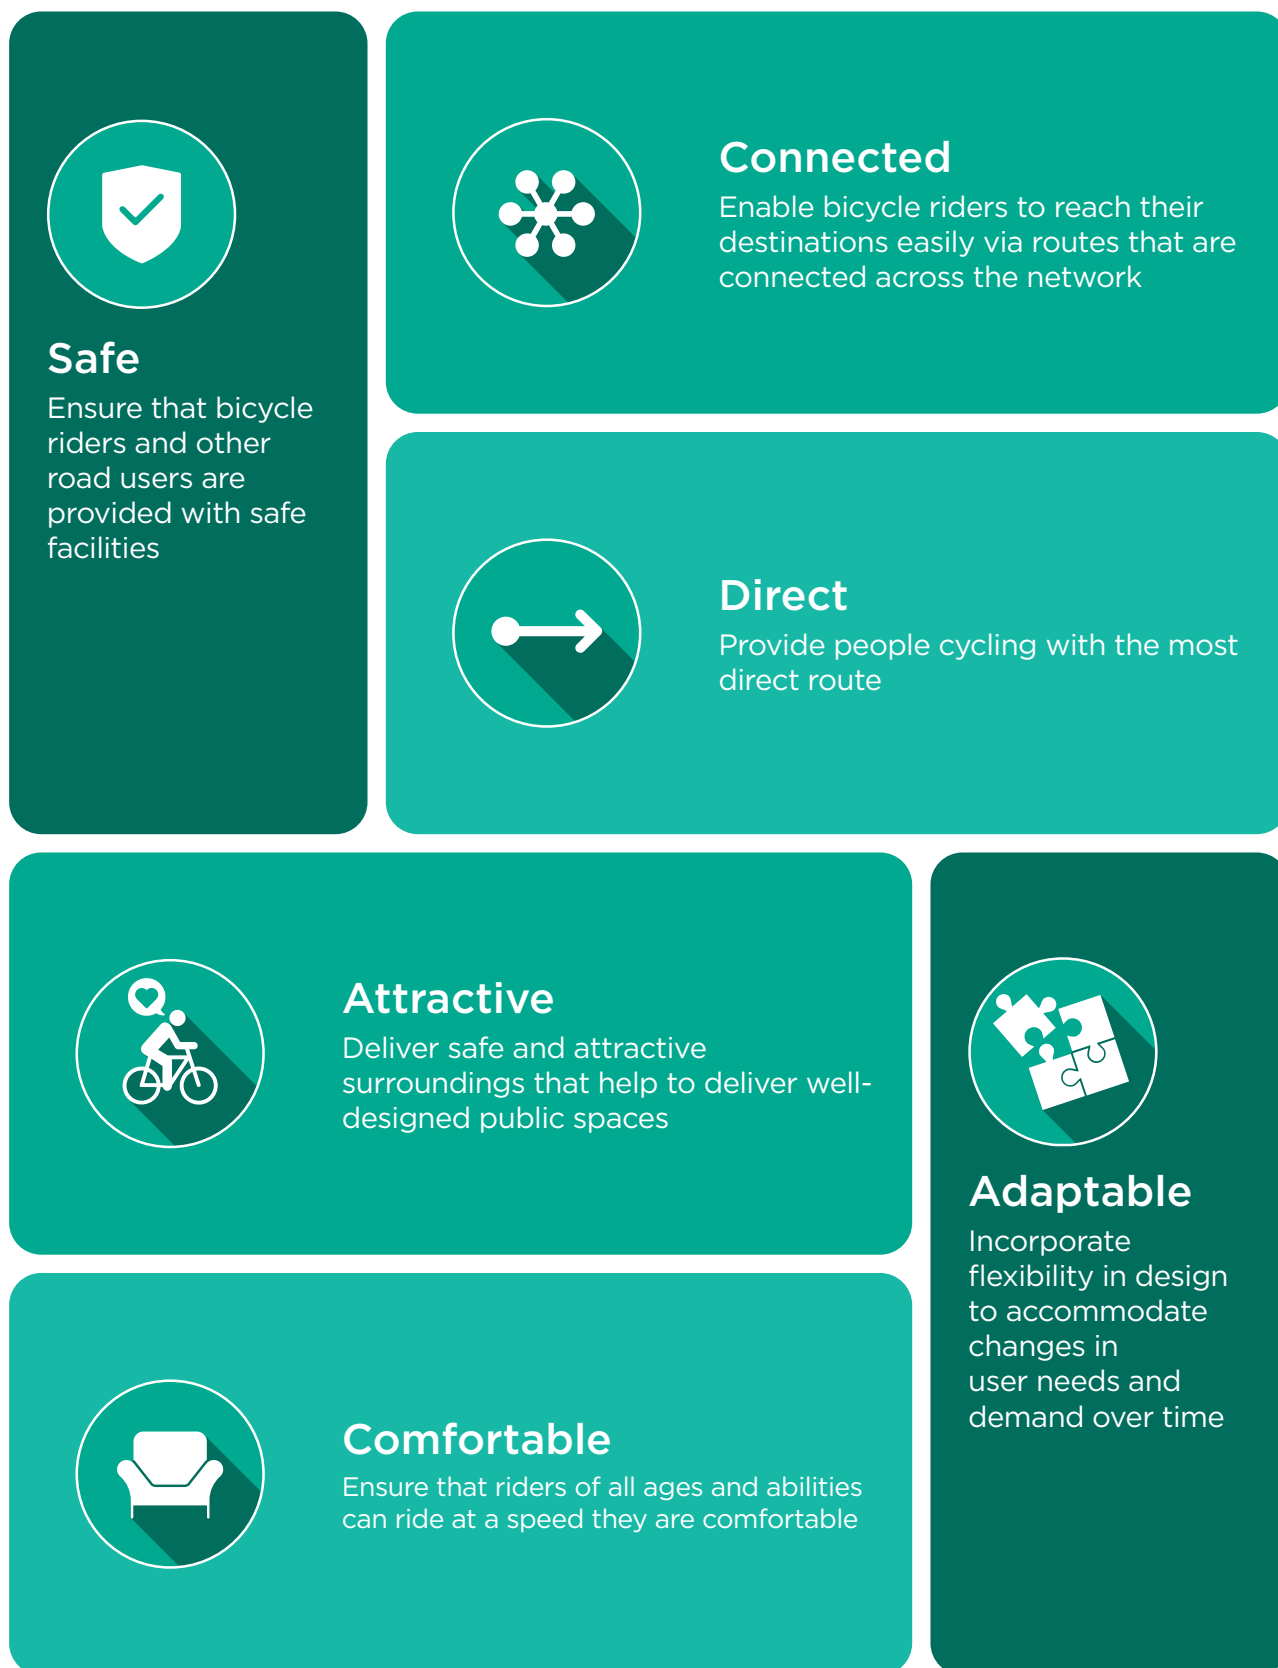 Safe
Ensure that bicycle
riders and other
road users are
provided with safe
facilities
Connected
Enable bicycle riders to reach their
destinations easily via routes that are
connected across the network
Direct
Provide people cycling with the most
direct route
Attractive
Deliver safe and attractive
surroundings that help to deliver well-
designed public spaces
Comfortable
Ensure that riders of all ages and abilities
can ride at a speed they are comfortable
Adaptable
Incorporate
flexibility in design
to accommodate
changes in
user needs and
demand over time